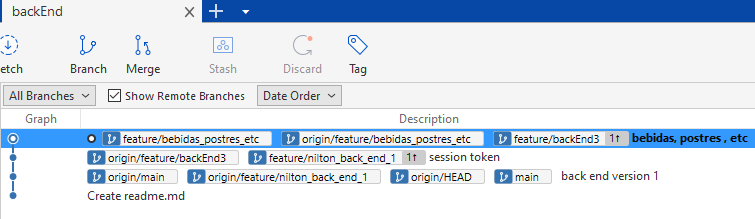 backEnd
etch Branch Merge Stash Discard Tag
All Branches Show Remote Branches Date Order
Graph Description
feature/bebidas_postres_etc origin/feature/bebidas_postres_etc feature/backEnd3 1↑ bebidas, postres , etc
origin/feature/backEnd3 feature/nilton_back_end_1 1↑ session token
origin/main origin/feature/nilton_back_end_1 origin/HEAD main back end version 1
Create readme.md